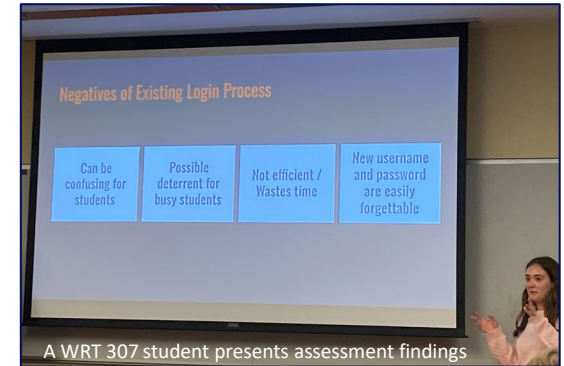 Negatives of Existing Login Process
Can be
confusing for
students
Possible
deterrent for
busy students
Not efficient /
Wastes time
New username
and password
are easily
forgettable
A WRT 307 student presents assessment findings